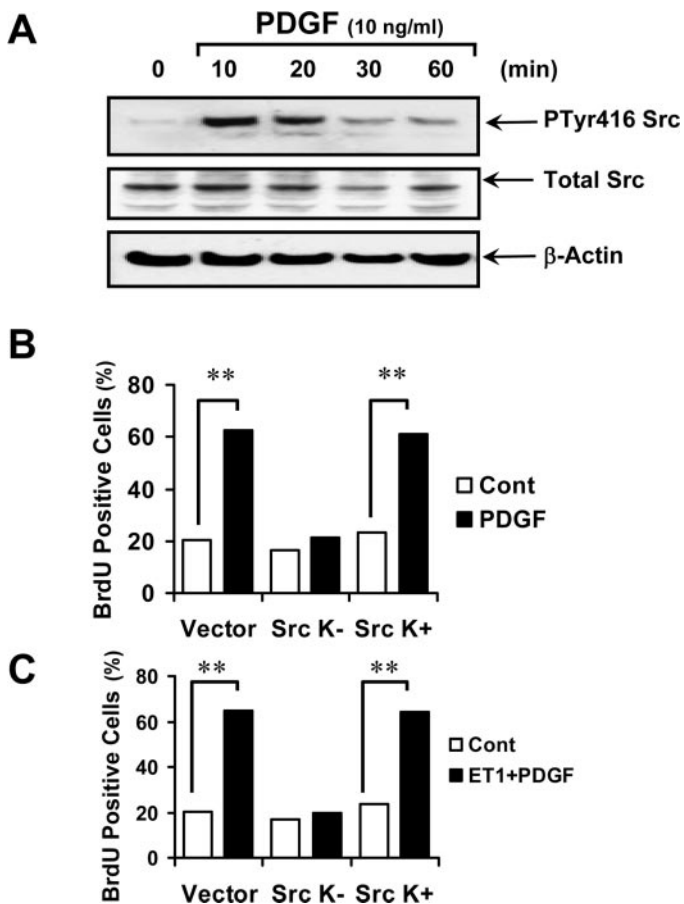 A
PDGF (10 ng/ml)
0 10 20 30 60 (min)
PTyr416 Src
Total Src
β-Actin
B
BrdU Positive Cells (%)
80
60
40
20
0
** **
Cont
PDGF
Vector Src K- Src K+
C
BrdU Positive Cells (%)
80
60
40
20
0
** **
Cont
ET1+PDGF
Vector Src K- Src K+